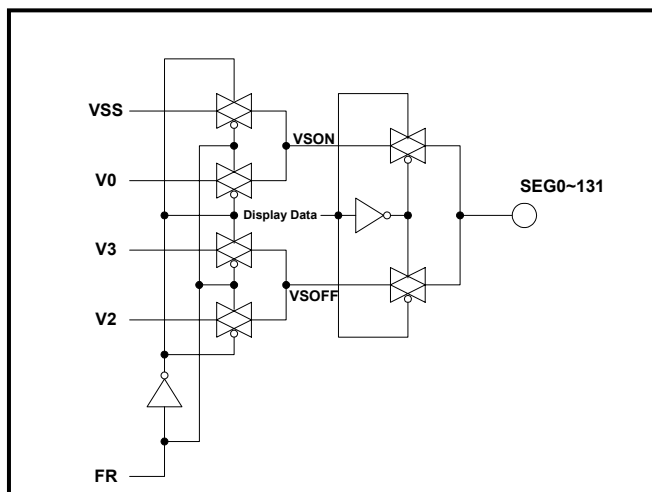 VSS
VSON
V0
SEG0~131
Display Data
V3
VSOFF
V2
FR